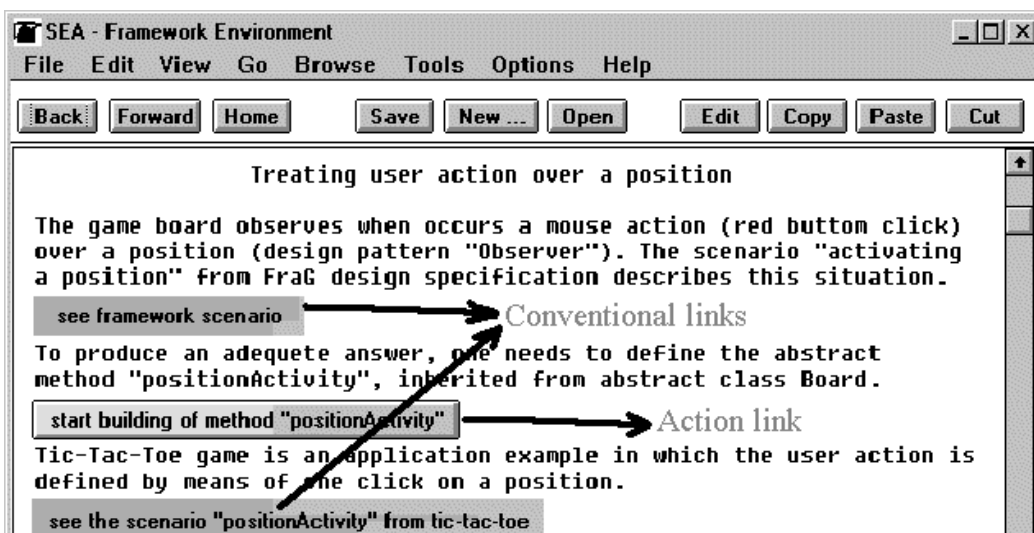 SEA - Framework Environment
File Edit View Go Browse Tools Options Help
Back Forward Home Save New ... Open Edit Copy Paste Cut
Treating user action over a position
The game board observes when occurs a mouse action (red buttom click)
over a position (design pattern "Observer"). The scenario "activating
a position" from FraG design specification describes this situation.
see framework scenario
Conventional links
To produce an adequete answer, one needs to define the abstract
method "positionActivity", inherited from abstract class Board.
start building of method "positionActivity"
Action link
Tic-Tac-Toe game is an application example in which the user action is
defined by means of one click on a position.
see the scenario "positionActivity" from tic-tac-toe